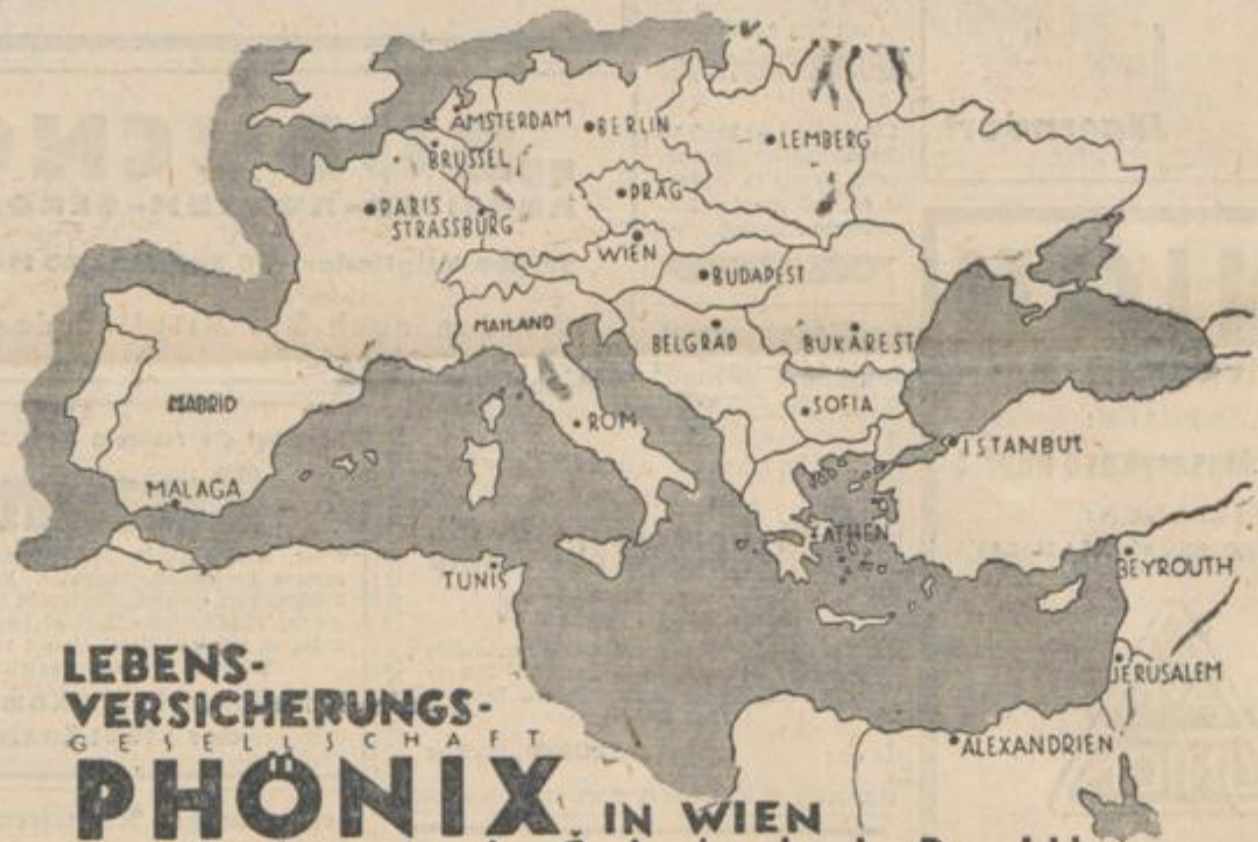 AMSTERDAM
BERLIN
LEMBERG
BRÜSSEL
PRAG
PARIS
STRASSBURG
WIEN
BUDAPEST
MAILAND
BELGRAD
BUKAREST
MADRID
SOFIA
ROM
ISTANBUL
MALAGA
ATHEN
TUNIS
BEYROUTH
JERUSALEM
ALEXANDRIEN
LEBENS-
VERSICHERUNGS-
GESELLSCHAFT
PHÖNIX IN WIEN